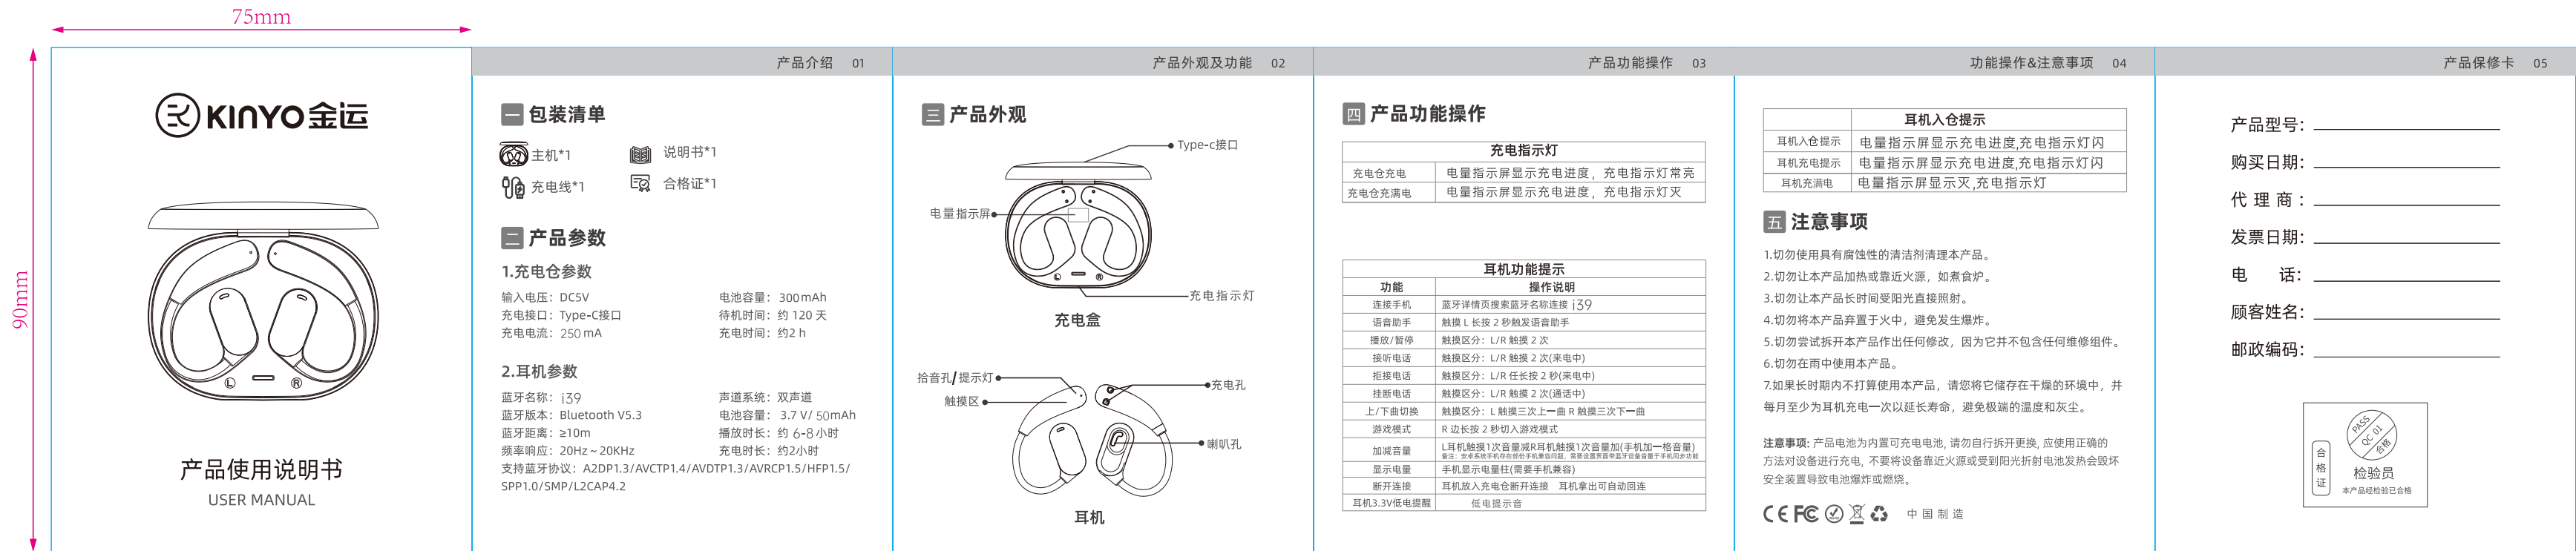 75mm
90mm
KINYO金运
产品使用说明书
USER MANUAL
产品介绍 01
一 包装清单
主机*1
说明书*1
充电线*1
合格证*1
二 产品参数
1.充电仓参数
输入电压：DC5V
电池容量：300mAh
充电接口：Type-C接口
待机时间：约 120 天
充电电流：250 mA
充电时间：约2 h
2.耳机参数
蓝牙名称：i39
声道系统：双声道
蓝牙版本：Bluetooth V5.3
电池容量：3.7 V/ 50mAh
蓝牙距离：≥10m
播放时长：约 6-8小时
频率响应：20Hz～20KHz
充电时长：约2小时
支持蓝牙协议：A2DP1.3/AVCTP1.4/AVDTP1.3/AVRCP1.5/HFP1.5/
SPP1.0/SMP/L2CAP4.2
产品外观及功能 02
三 产品外观
Type-c接口
电量指示屏
L
R
充电指示灯
充电盒
拾音孔/提示灯
触摸区
充电孔
喇叭孔
耳机
产品功能操作 03
四 产品功能操作
充电指示灯
充电仓充电 电量指示屏显示充电进度，充电指示灯常亮
充电仓充满电 电量指示屏显示充电进度，充电指示灯灭
耳机功能提示
功能 操作说明
连接手机 蓝牙详情页搜索蓝牙名称连接 i39
语音助手 触摸 L 长按 2 秒触发语音助手
播放/暂停 触摸区分：L/R 触摸 2 次
接听电话 触摸区分：L/R 触摸 2 次(来电中)
拒接电话 触摸区分：L/R 任长按 2 秒(来电中)
挂断电话 触摸区分：L/R 触摸 2 次(通话中)
上/下曲切换 触摸区分：L 触摸三次上一曲 R 触摸三次下一曲
游戏模式 R 边长按 2 秒切入游戏模式
加减音量 L耳机触摸1次音量减R耳机触摸1次音量加(手机加一格音量)
备注：安卓系统手机存在部份手机兼容问题，需要设置界面带蓝牙设备音量于手机同步功能
显示电量 手机显示电量柱(需要手机兼容)
断开连接 耳机放入充电仓断开连接 耳机拿出可自动回连
耳机3.3V低电提醒 低电提示音
功能操作&注意事项 04
耳机入仓提示
耳机入仓提示 电量指示屏显示充电进度,充电指示灯闪
耳机充电提示 电量指示屏显示充电进度,充电指示灯闪
耳机充满电 电量指示屏显示灭,充电指示灯
五 注意事项
1.切勿使用具有腐蚀性的清洁剂清理本产品。
2.切勿让本产品加热或靠近火源，如煮食炉。
3.切勿让本产品长时间受阳光直接照射。
4.切勿将本产品弃置于火中，避免发生爆炸。
5.切勿尝试拆开本产品作出任何修改，因为它并不包含任何维修组件。
6.切勿在雨中使用本产品。
7.如果长时期内不打算使用本产品，请您将它储存在干燥的环境中，并
每月至少为耳机充电一次以延长寿命，避免极端的温度和灰尘。
注意事项: 产品电池为内置可充电电池, 请勿自行拆开更换, 应使用正确的
方法对设备进行充电, 不要将设备靠近火源或受到阳光折射电池发热会毁坏
安全装置导致电池爆炸或燃烧。
CE FC 中国制造
产品保修卡 05
产品型号：
购买日期：
代理商：
发票日期：
电 话：
顾客姓名：
邮政编码：
合格证
PASS
QC 01
合格
检验员
本产品经检验已合格